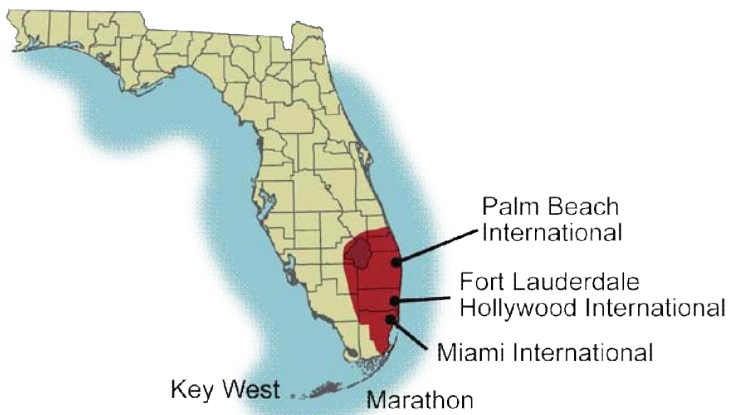 Palm Beach
International
Fort Lauderdale
Hollywood International
Miami International
Key West
Marathon